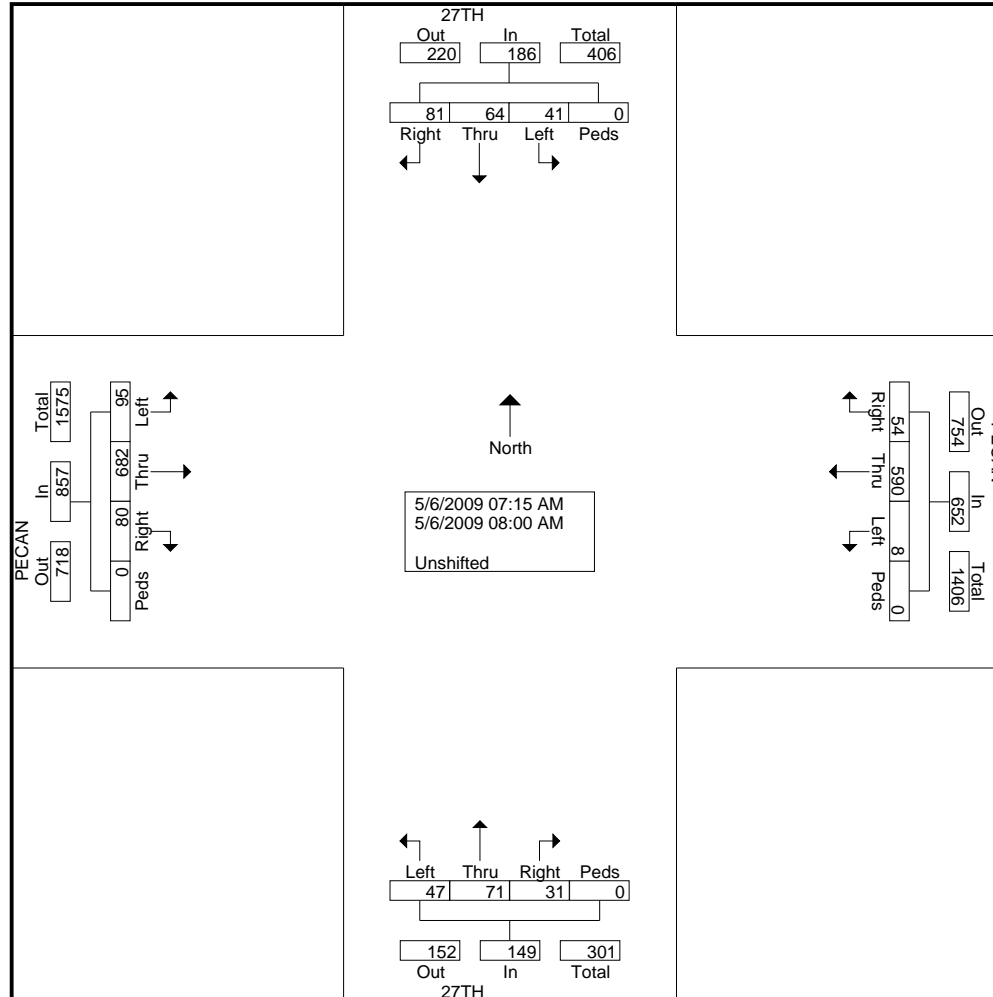 27TH
Out In Total
220 186 406
81 64 41 0
Right Thru Left Peds
Total 1575
In 857
Out 718
PECAN
95 Left
682 Thru
80 Right
0 Peds
North
5/6/2009 07:15 AM
5/6/2009 08:00 AM
Unshifted
Right 54
Thru 590
Left 8
Peds 0
Out 754
In 652
Total 1406
Left Thru Right Peds
47 71 31 0
152 149 301
Out In Total
27TH